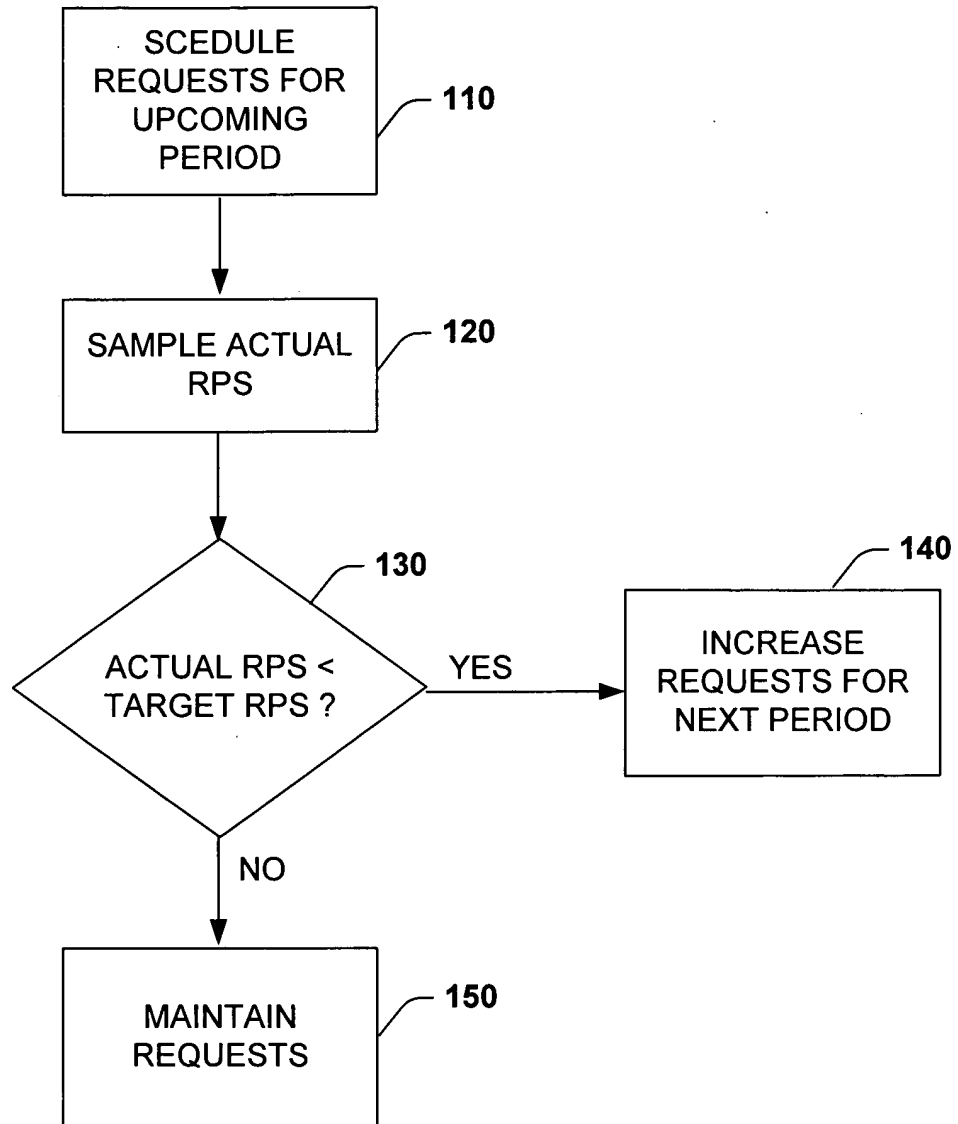 SCEDULE
REQUESTS FOR
UPCOMING
PERIOD
110
SAMPLE ACTUAL
RPS
120
130
ACTUAL RPS <
TARGET RPS ?
YES
140
INCREASE
REQUESTS FOR
NEXT PERIOD
NO
MAINTAIN
REQUESTS
150